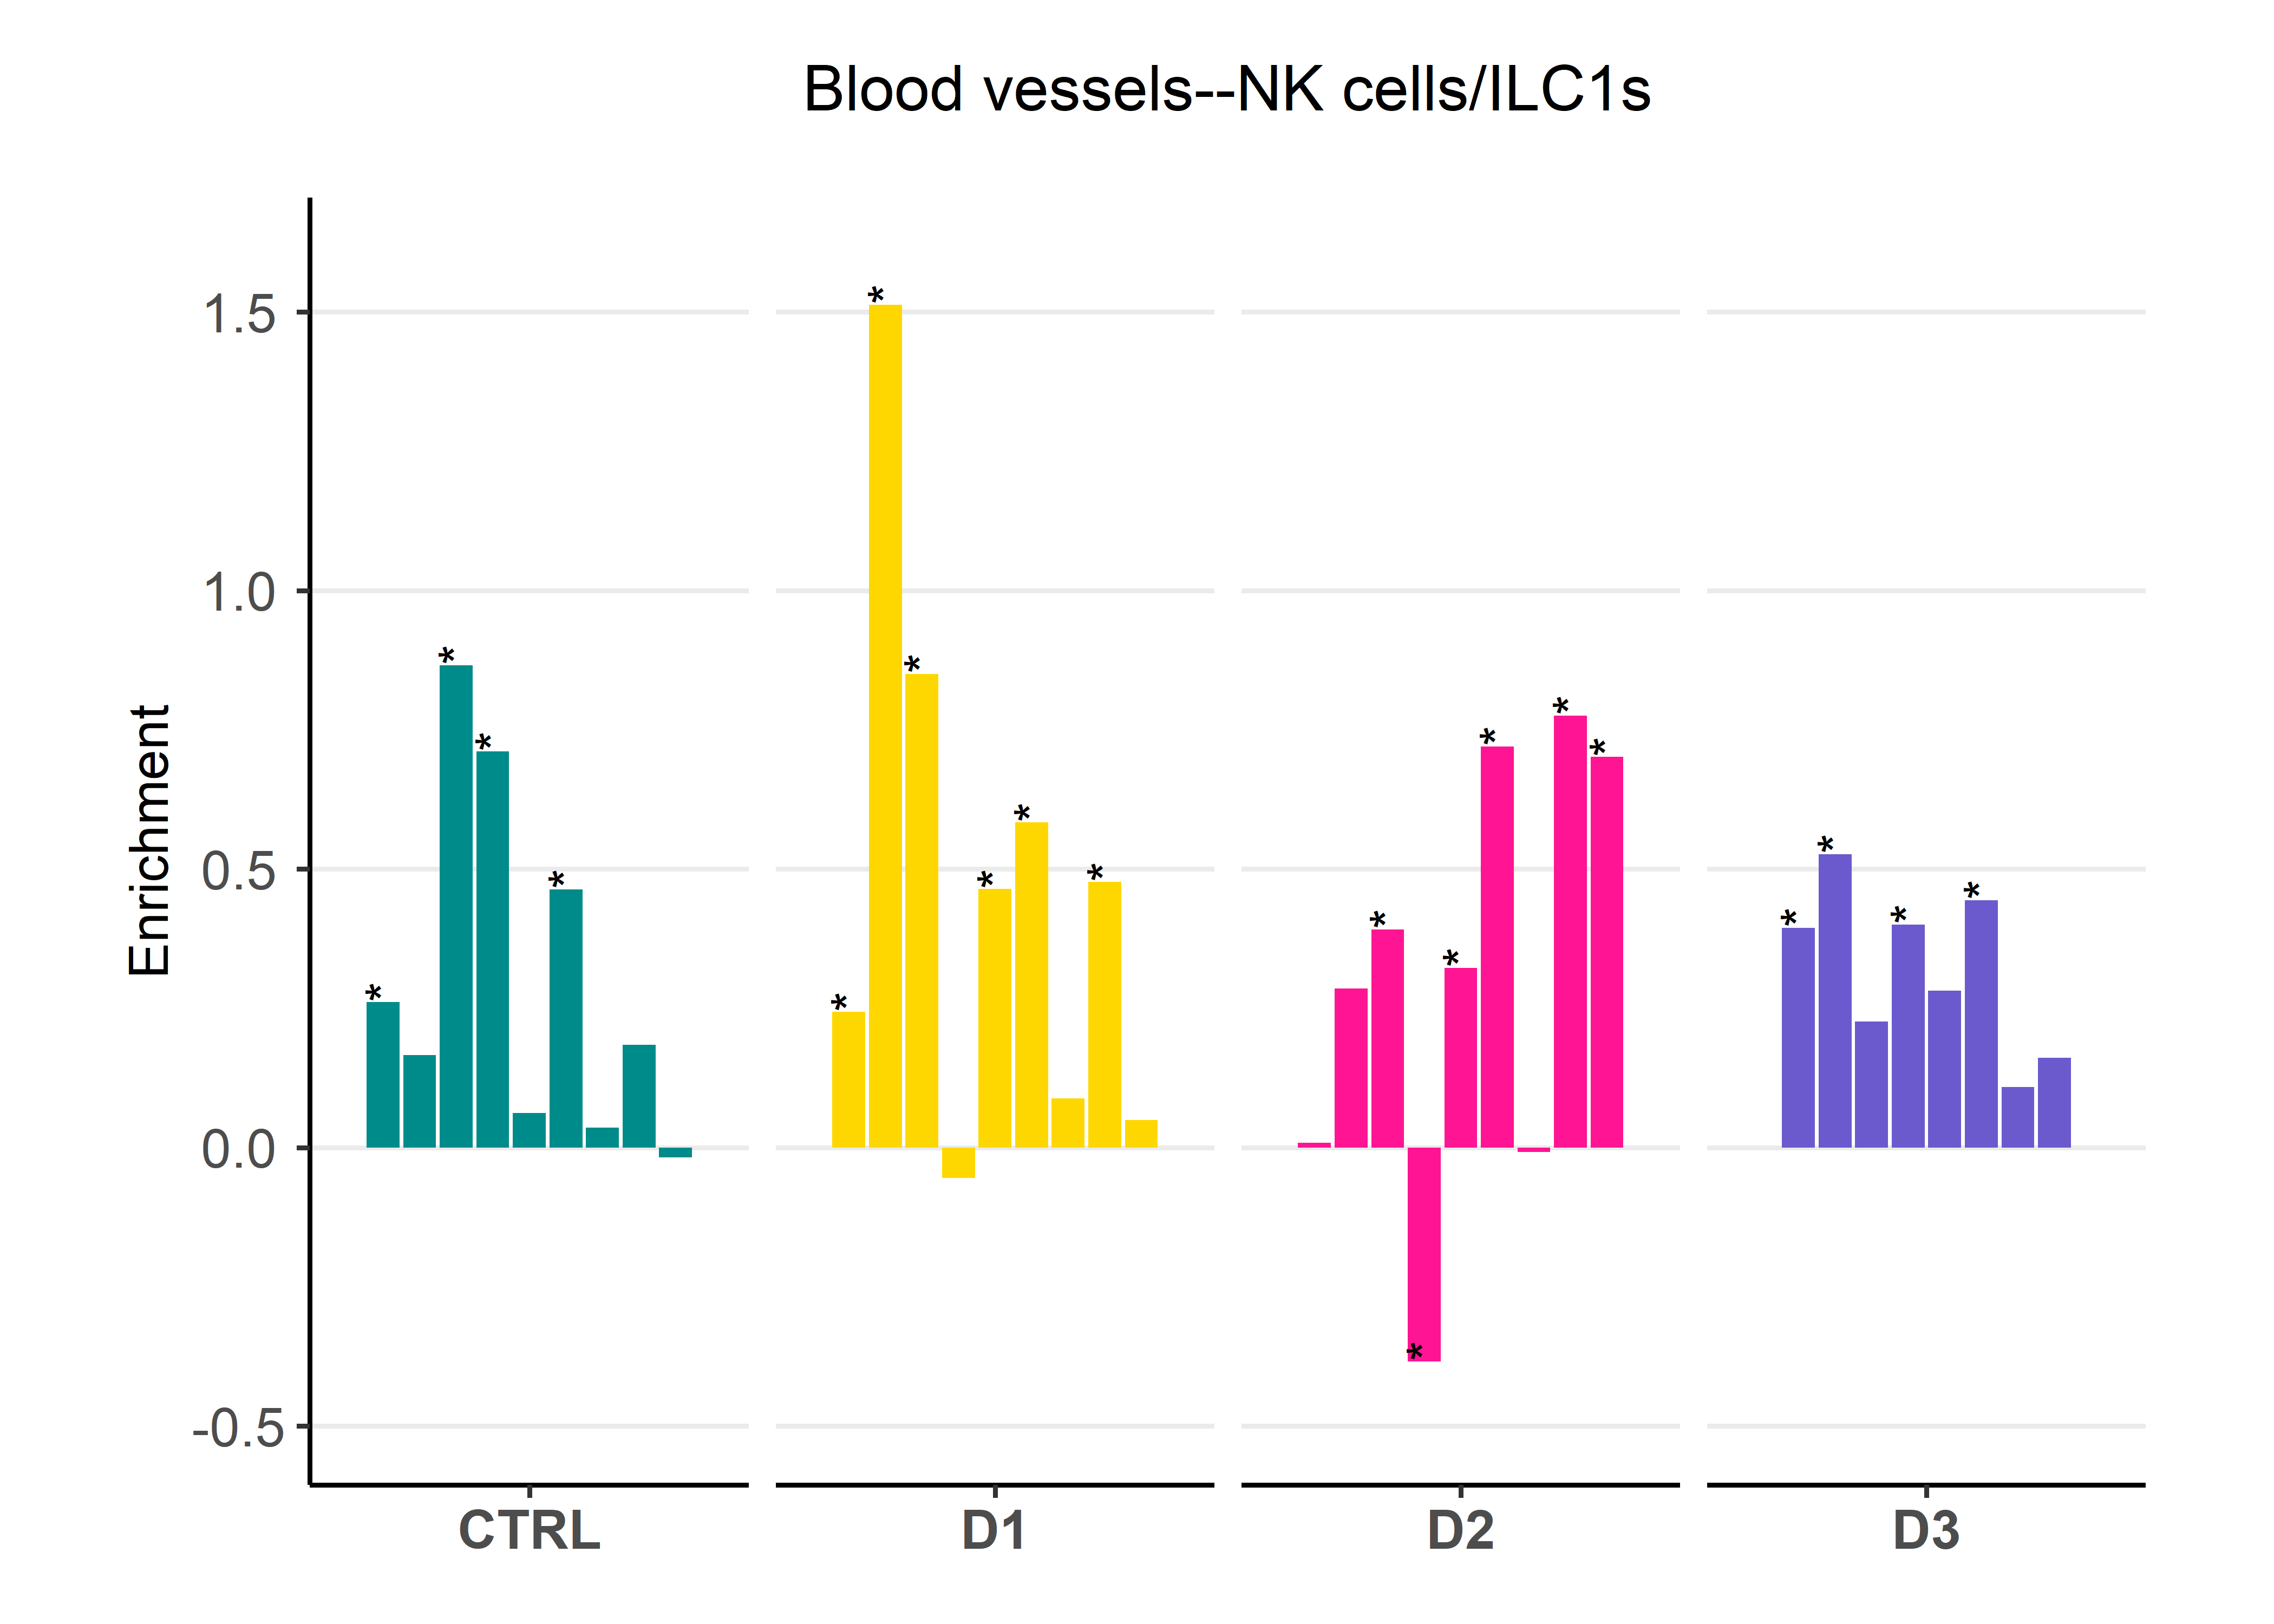 Blood vessels--NK cells/ILC1s
Enrichment
1.5
1.0
0.5
0.0
-0.5
* * * *
* * * * * *
* * * * * *
* * * *
CTRL D1 D2 D3